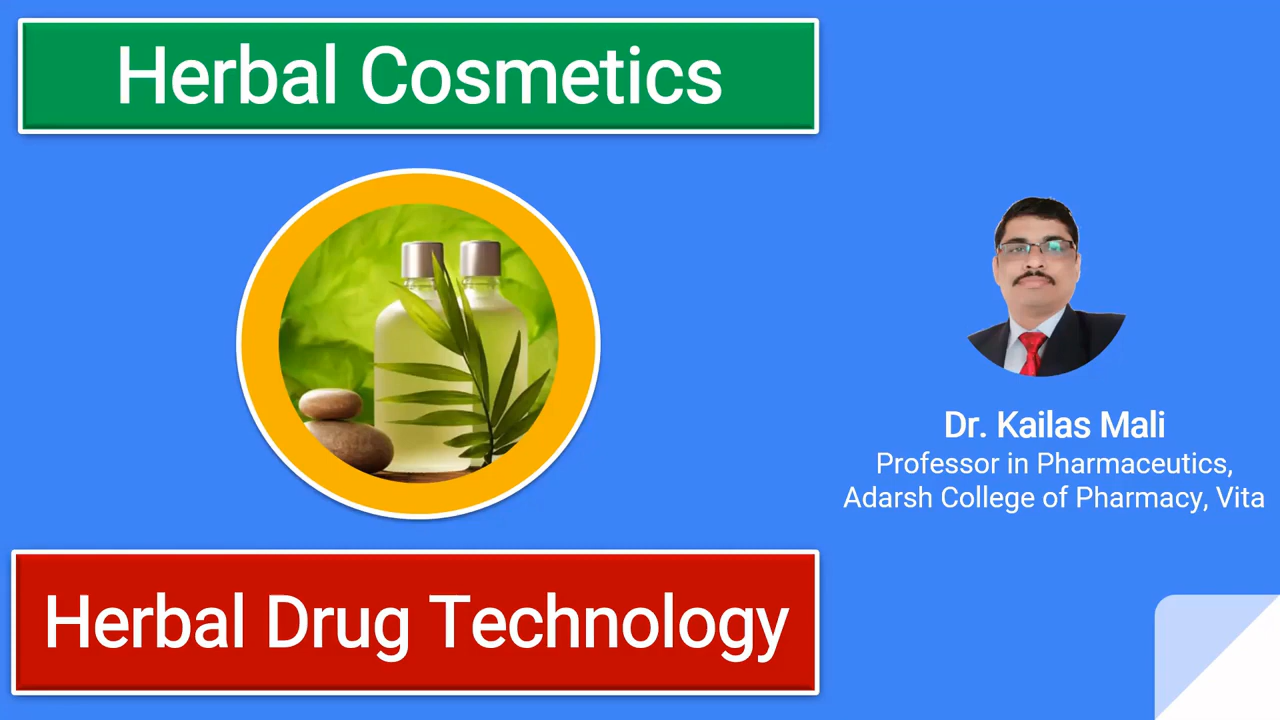 Herbal Cosmetics
Dr. Kailas Mali
Professor in Pharmaceutics,
Adarsh College of Pharmacy, Vita
Herbal Drug Technology